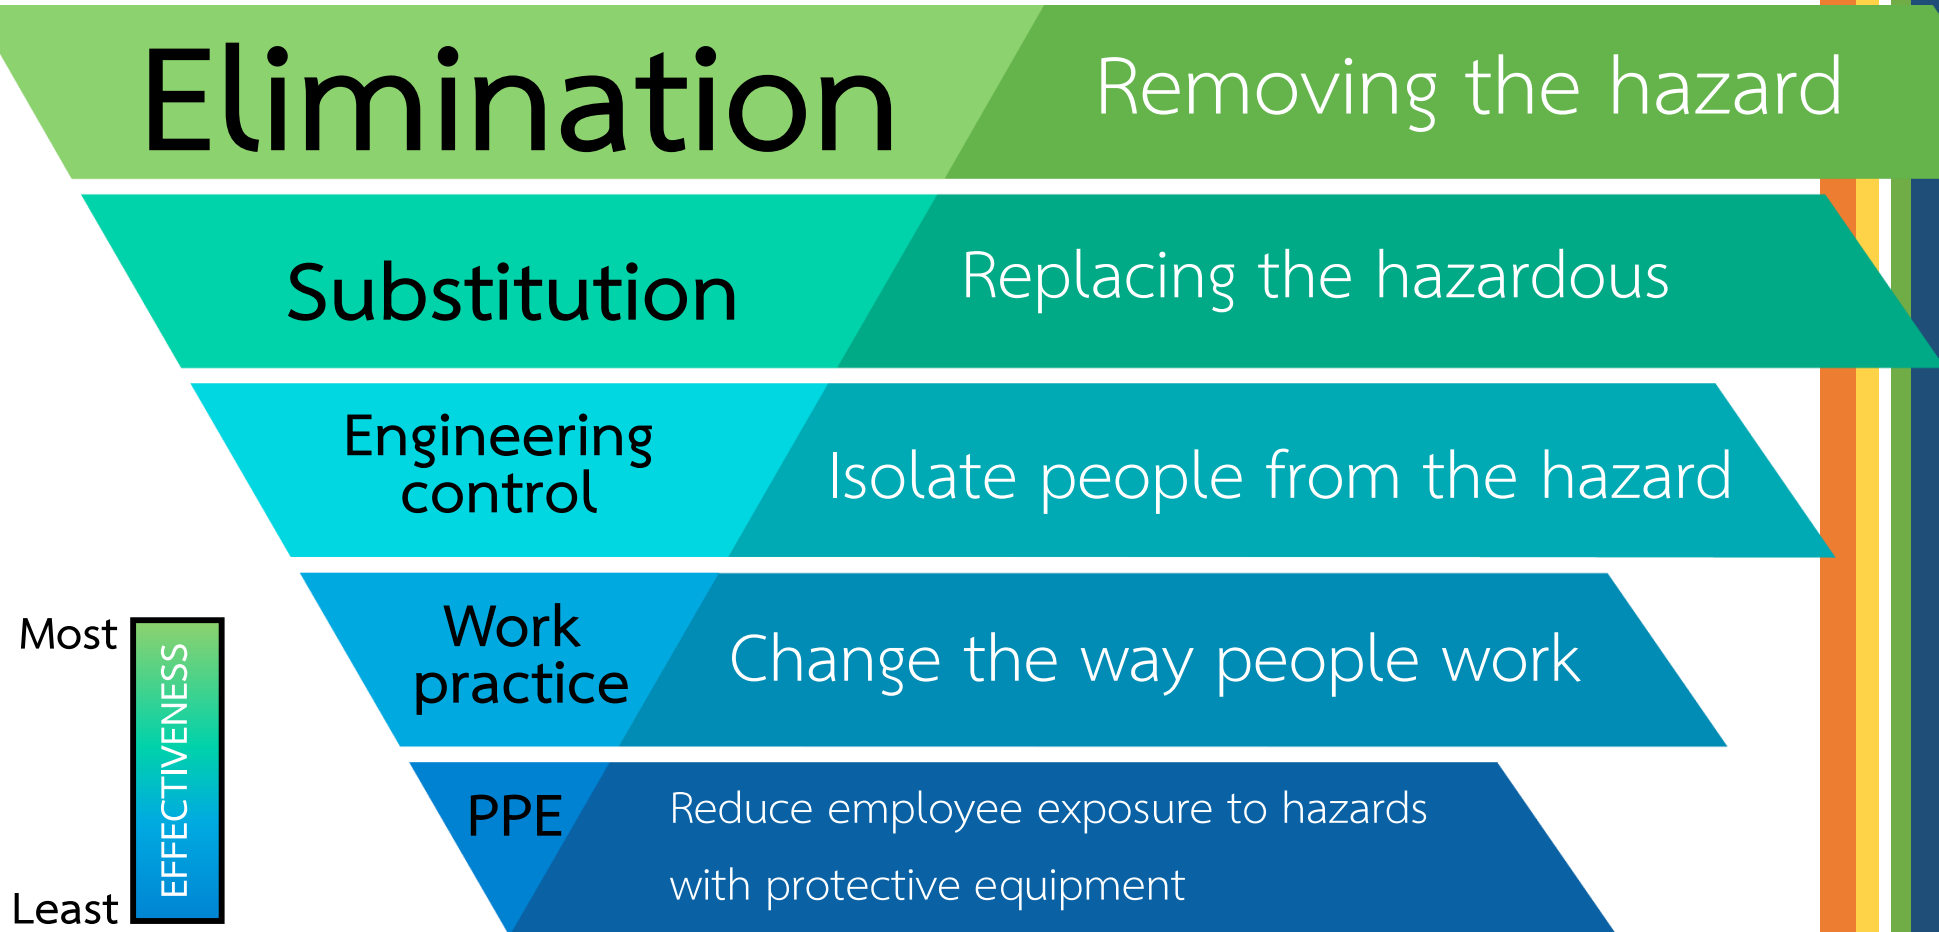 Elimination
Removing the hazard
Substitution
Replacing the hazardous
Engineering
control
Isolate people from the hazard
Work
practice
Change the way people work
PPE
Reduce employee exposure to hazards
with protective equipment
Most
EFFECTIVENESS
Least